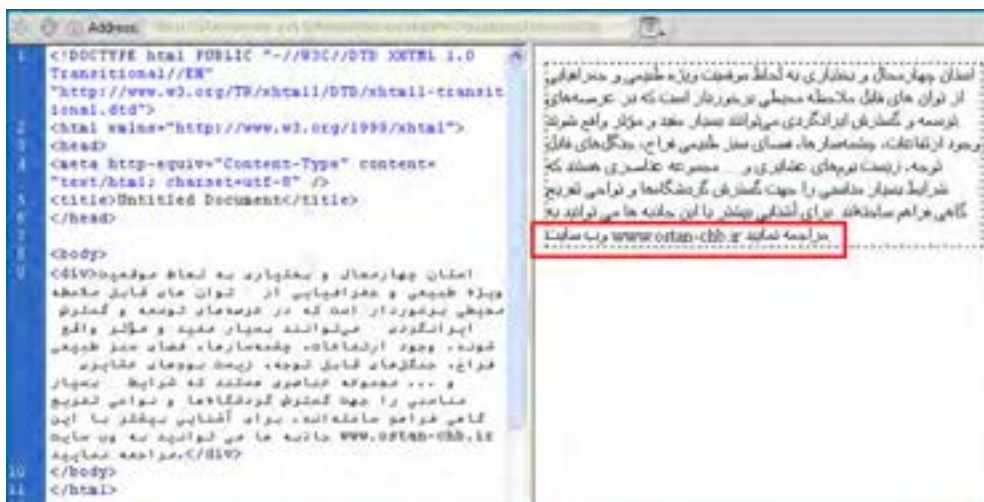 Address
1 <!DOCTYPE html PUBLIC "-//W3C//DTD XHTML 1.0
Transitional//EN"
"http://www.w3.org/TR/xhtml1/DTD/xhtml1-transit
ional.dtd">
2 <html xmlns="http://www.w3.org/1999/xhtml">
3 <head>
4 <meta http-equiv="Content-Type" content=
"text/html; charset=utf-8" />
5 <title>Untitled Document</title>
6 </head>
7
8 <body>
9 <div>استان چهارمحال و بختیاری به لحاظ موقعیت
ویژه طبیعی و جغرافیایی از توان های قابل ملاحظه
محیطی برخوردار است که در عرصه‌های توسعه و گسترش
ایرانگردی می‌توانند بسیار مفید و مؤثر واقع
شوند. وجود ارتفاعات، چشمه‌سارها، فضای سبز طبیعی
فراخ، جنگلهای قابل توجه، زیست بوم‌های عشایری
و ... مجموعه عناصری هستند که شرایط بسیار
مناسبی را جهت گسترش گردشگاهها و نواحی تفریح
گاهی فراهم ساخته‌اند. برای آشنایی بیشتر با این
جاذبه ها می توانید به وب سایت www.ostan-chb.ir
مراجعه نمایید.</div>
10 </body>
11 </html>
استان چهارمحال و بختیاری به لحاظ موقعیت ویژه طبیعی و جغرافیایی
از توان های قابل ملاحظه محیطی برخوردار است که در عرصه‌های
توسعه و گسترش ایرانگردی می‌توانند بسیار مفید و مؤثر واقع شوند.
وجود ارتفاعات، چشمه‌سارها، فضای سبز طبیعی فراخ، جنگل‌های قابل
توجه، زیست بوم‌های عشایری و ... مجموعه عناصری هستند که
شرایط بسیار مناسبی را جهت گسترش گردشگاهها و نواحی تفریح
گاهی فراهم ساخته‌اند. برای آشنایی بیشتر با این جاذبه ها می توانید به
وب سایت www.ostan-chb.ir مراجعه نمایید.